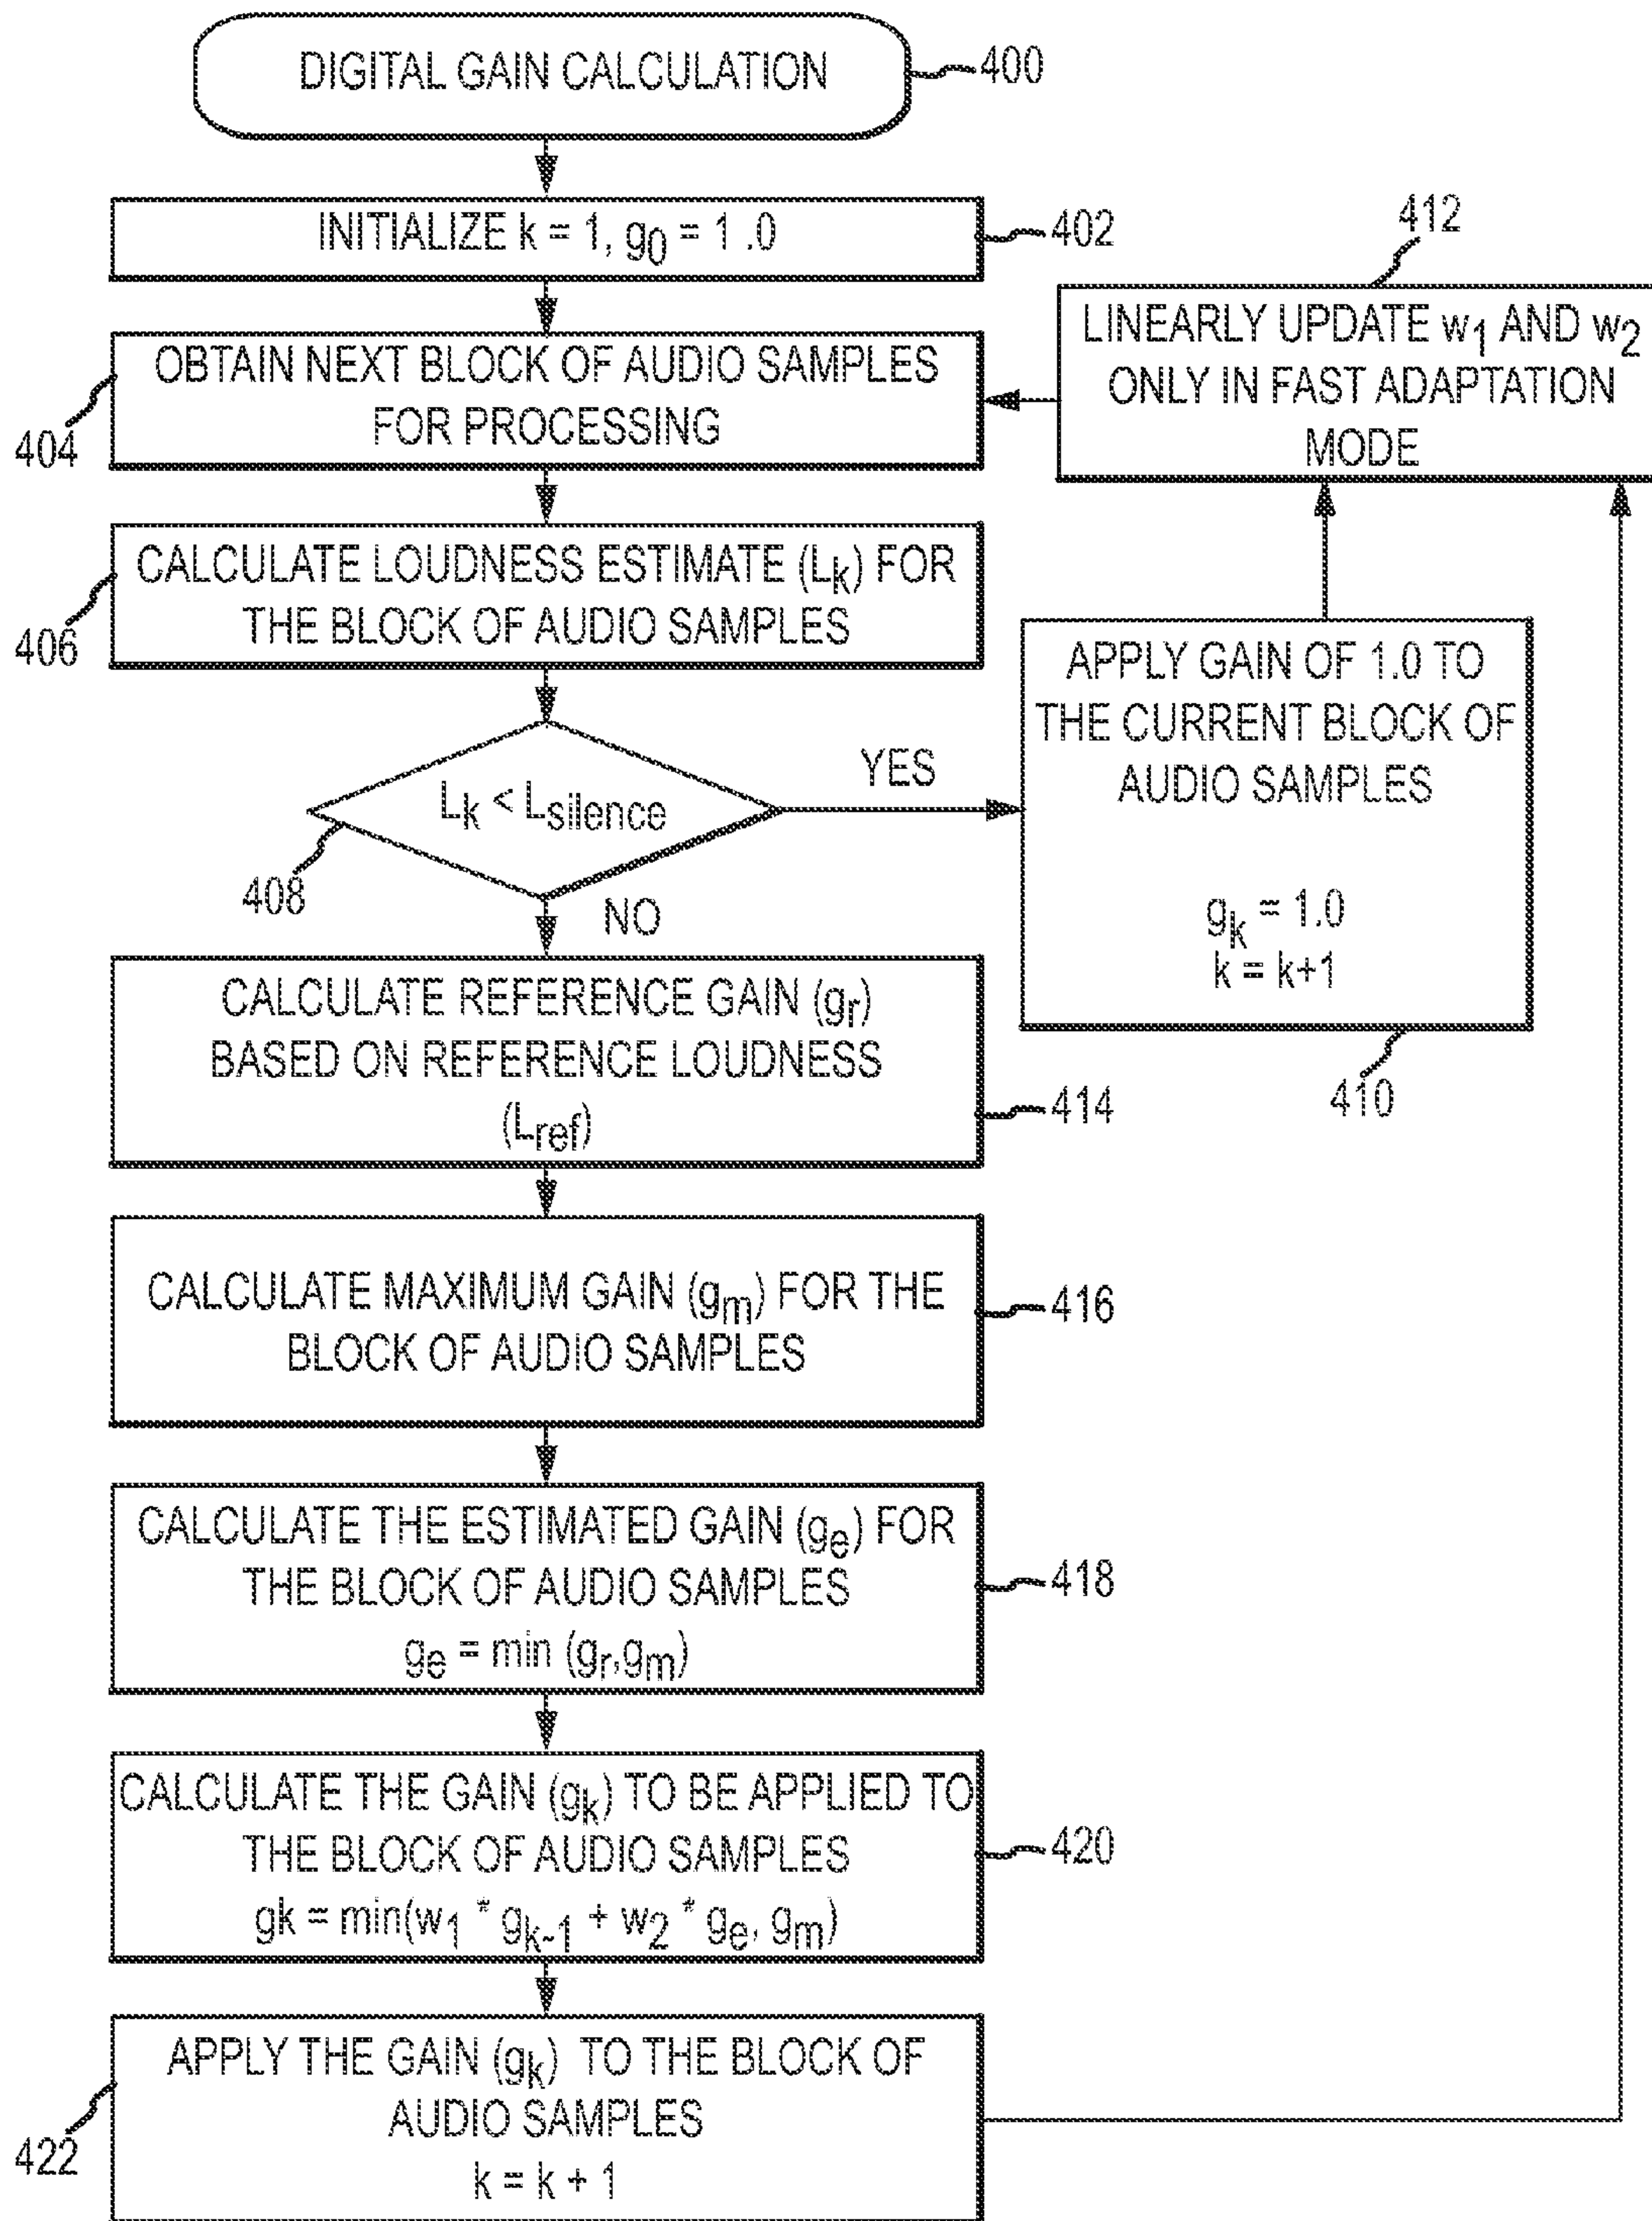 DIGITAL GAIN CALCULATION
400
INITIALIZE k = 1, g0 = 1 .0
402
412
LINEARLY UPDATE w1 AND w2
ONLY IN FAST ADAPTATION
MODE
OBTAIN NEXT BLOCK OF AUDIO SAMPLES
FOR PROCESSING
404
CALCULATE LOUDNESS ESTIMATE (Lk) FOR
THE BLOCK OF AUDIO SAMPLES
406
Lk < Lsilence
408
YES
NO
APPLY GAIN OF 1.0 TO
THE CURRENT BLOCK OF
AUDIO SAMPLES
gk = 1.0
k = k+1
410
CALCULATE REFERENCE GAIN (gr)
BASED ON REFERENCE LOUDNESS
(Lref)
414
CALCULATE MAXIMUM GAIN (gm) FOR THE
BLOCK OF AUDIO SAMPLES
416
CALCULATE THE ESTIMATED GAIN (ge) FOR
THE BLOCK OF AUDIO SAMPLES
ge = min (gr,gm)
418
CALCULATE THE GAIN (gk) TO BE APPLIED TO
THE BLOCK OF AUDIO SAMPLES
gk = min(w1 * gk-1 + w2 * ge, gm)
420
APPLY THE GAIN (gk) TO THE BLOCK OF
AUDIO SAMPLES
k = k + 1
422